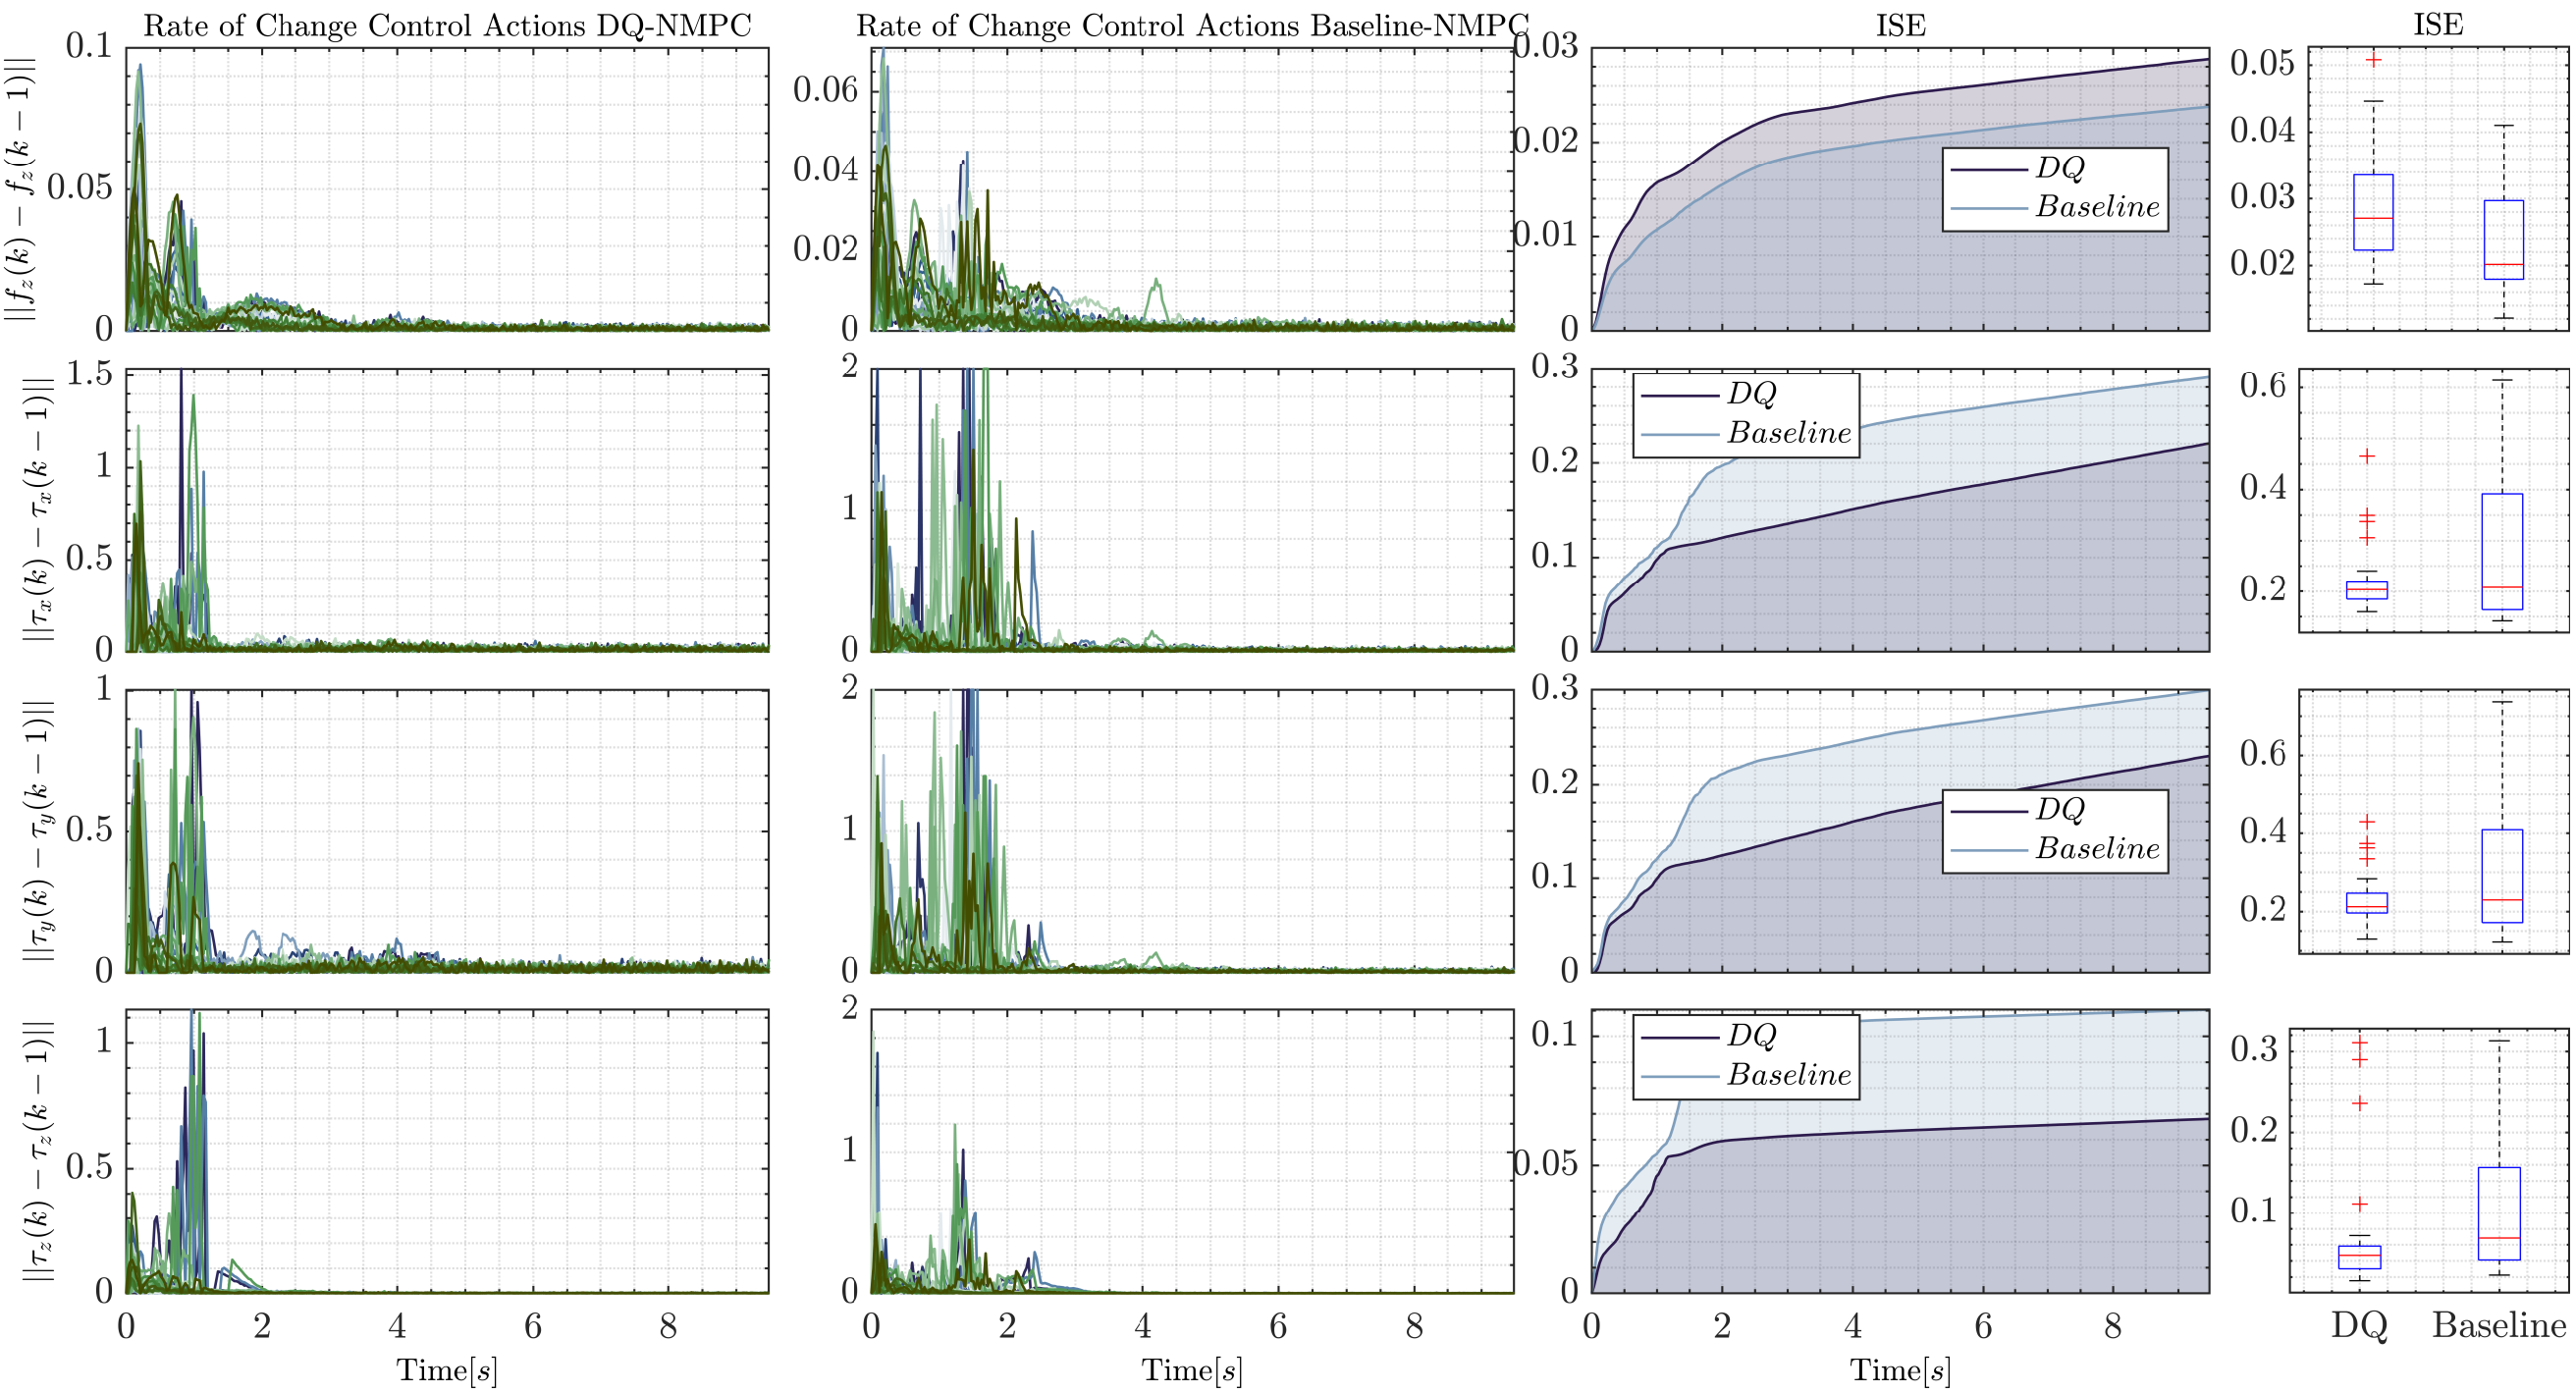 Rate of Change Control Actions DQ-NMPC
Rate of Change Control Actions Baseline-NMPC
ISE
ISE
||f_z(k) − f_z(k − 1)||
0.1
0.05
0
0.06
0.04
0.02
0
0.03
0.02
0.01
0
DQ
Baseline
0.05
0.04
0.03
0.02
||τ_x(k) − τ_x(k − 1)||
1.5
1
0.5
0
2
1
0
0.3
0.2
0.1
0
DQ
Baseline
0.6
0.4
0.2
||τ_y(k) − τ_y(k − 1)||
1
0.5
0
2
1
0
0.3
0.2
0.1
0
DQ
Baseline
0.6
0.4
0.2
||τ_z(k) − τ_z(k − 1)||
1
0.5
0
2
1
0
0.1
0.05
0
DQ
Baseline
0.3
0.2
0.1
0 2 4 6 8
0 2 4 6 8
0 2 4 6 8
DQ Baseline
Time[s]
Time[s]
Time[s]